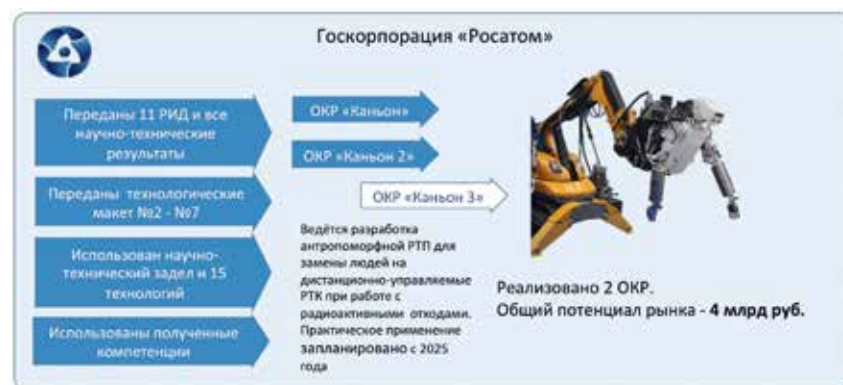 Госкорпорация «Росатом»
Переданы 11 РИД и все
научно-технические
результаты
Переданы технологические
макет №2 - №7
Использован научно-
технический задел и 15
технологий
Использованы полученные
компетенции
ОКР «Каньон»
ОКР «Каньон 2»
ОКР «Каньон 3»
Ведётся разработка
антропоморфной РТП для
замены людей на
дистанционно-управляемые
РТК при работе с
радиоактивными отходами.
Практическое применение
запланировано с 2025
года
Реализовано 2 ОКР.
Общий потенциал рынка - 4 млрд руб.